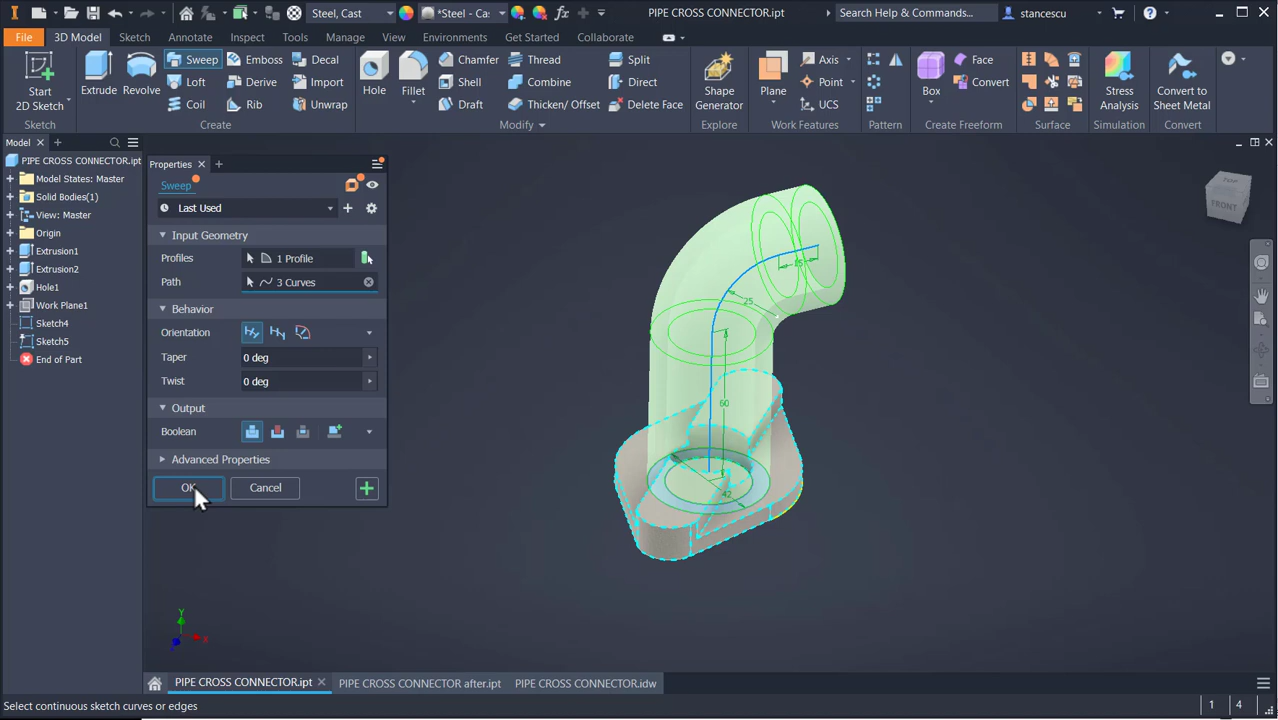 Steel, Cast
*Steel - Cas
PIPE CROSS CONNECTOR.ipt
Search Help & Commands...
stancescu
File
3D Model
Sketch
Annotate
Inspect
Tools
Manage
View
Environments
Get Started
Collaborate
Start
2D Sketch
Extrude
Revolve
Sweep
Loft
Coil
Emboss
Derive
Rib
Decal
Import
Unwrap
Hole
Fillet
Chamfer
Shell
Draft
Thread
Combine
Thicken/ Offset
Split
Direct
Delete Face
Shape
Generator
Plane
Axis
Point
UCS
Box
Face
Convert
Stress
Analysis
Convert to
Sheet Metal
Sketch
Create
Modify
Explore
Work Features
Pattern
Create Freeform
Surface
Simulation
Convert
Model
PIPE CROSS CONNECTOR.ipt
Model States: Master
Solid Bodies(1)
View: Master
Origin
Extrusion1
Extrusion2
Hole1
Work Plane1
Sketch4
Sketch5
End of Part
Properties
Sweep
Last Used
Input Geometry
Profiles
1 Profile
Path
3 Curves
Behavior
Orientation
Taper
0 deg
Twist
0 deg
Output
Boolean
Advanced Properties
OK
Cancel
15
25
60
42
FRONT
Y
X
Z
PIPE CROSS CONNECTOR.ipt
PIPE CROSS CONNECTOR after.ipt
PIPE CROSS CONNECTOR.idw
Select continuous sketch curves or edges
1
4